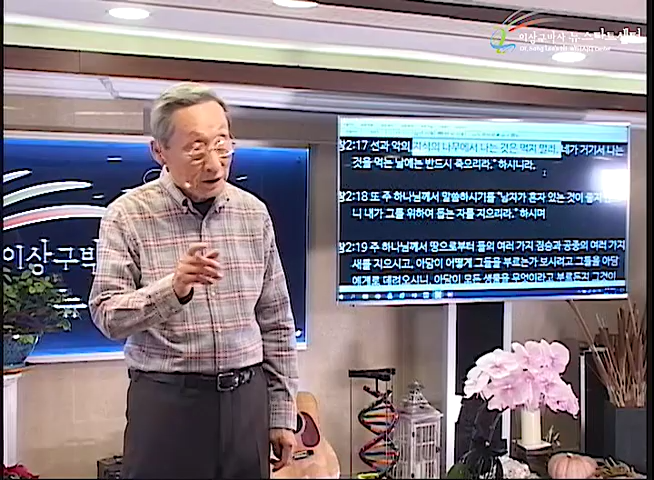 이상구박사 뉴스타트센터
Dr. Sang Lee's NEWSTART Center
이상구박
창2:17 선과 악의 지식의 나무에서 나는 것은 먹지 말라. 네가 거기서 나는
것을 먹는 날에는 반드시 죽으리라." 하시니라.
창2:18 또 주 하나님께서 말씀하시기를 "남자가 혼자 있는 것이 좋지
니 내가 그를 위하여 돕는 자를 지으리라." 하시며
창2:19 주 하나님께서 땅으로부터 들의 여러 가지 짐승과 공중의 여러 가지
새를 지으시고, 아담이 어떻게 그들을 부르는가 보시려고 그들을 아담
에게로 데려오시니, 아담이 모든 생물을 무엇이라고 부르든지 그것이